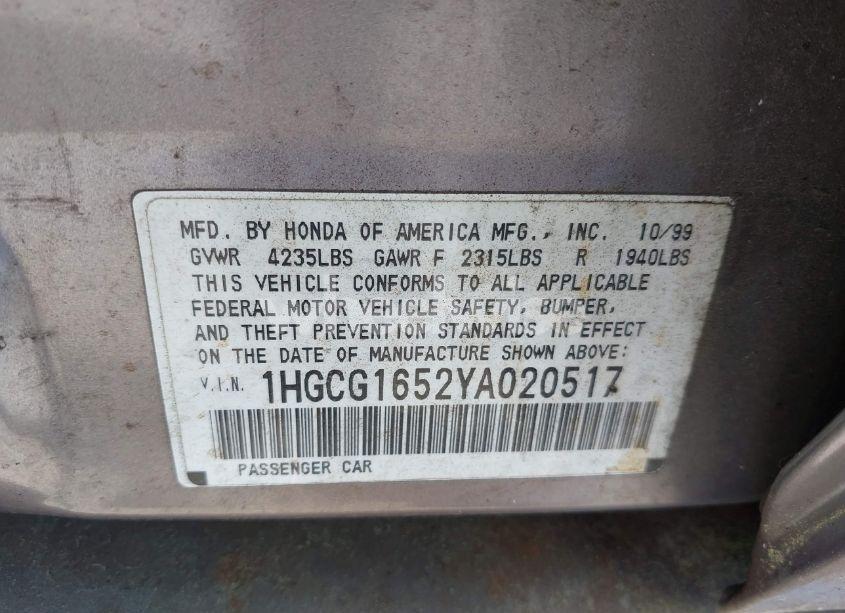 MFD. BY HONDA OF AMERICA MFG., INC. 10/99
GVWR 4235LBS GAWR F 2315LBS R 1940LBS
THIS VEHICLE CONFORMS TO ALL APPLICABLE
FEDERAL MOTOR VEHICLE SAFETY, BUMPER,
AND THEFT PREVENTION STANDARDS IN EFFECT
ON THE DATE OF MANUFACTURE SHOWN ABOVE:
V.I.N. 1HGCG1652YA020517
PASSENGER CAR